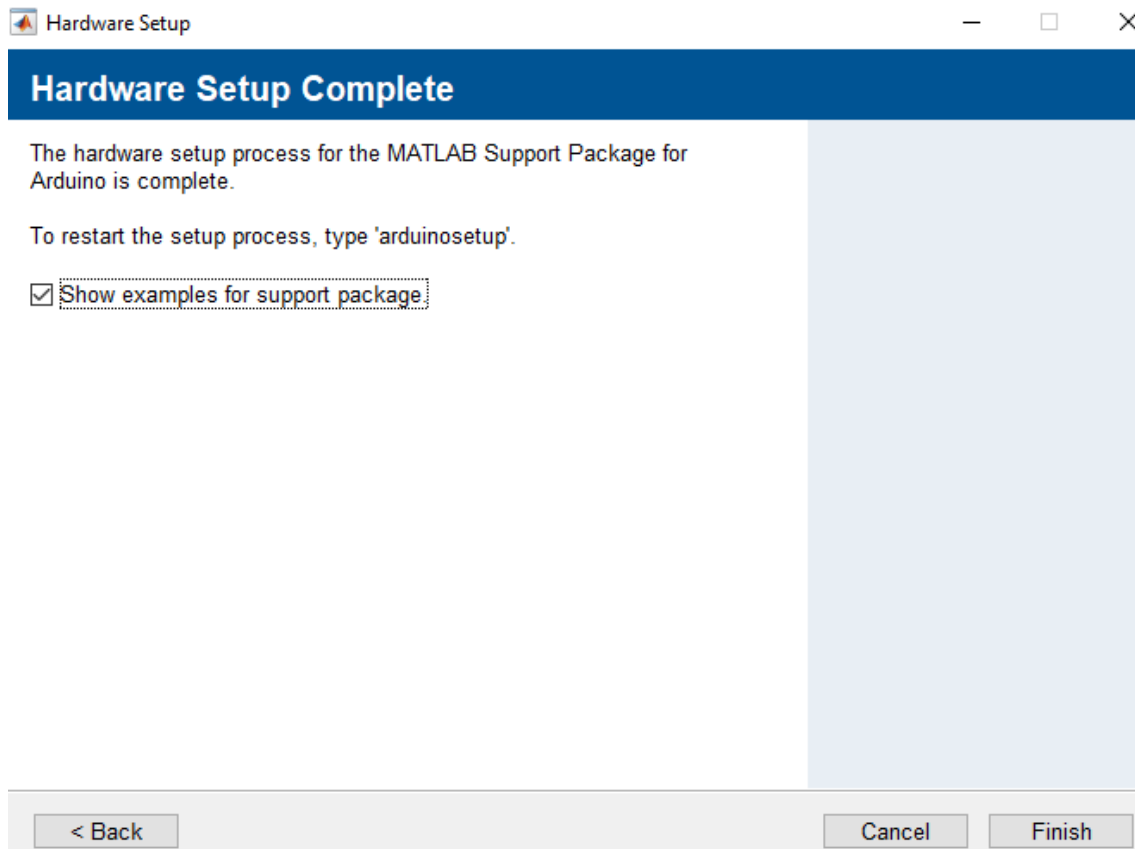 Hardware Setup
Hardware Setup Complete
The hardware setup process for the MATLAB Support Package for
Arduino is complete.
To restart the setup process, type 'arduinosetup'.
Show examples for support package.
< Back
Cancel
Finish